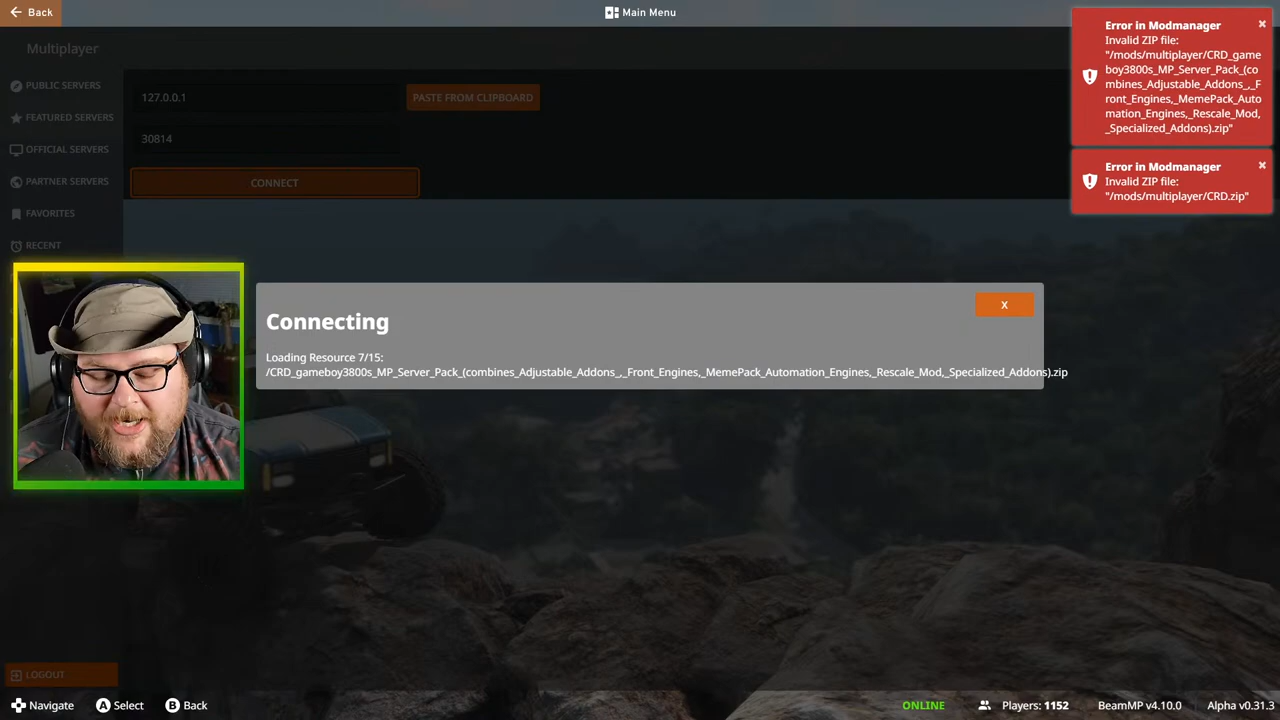 Back
Main Menu
Multiplayer
PUBLIC SERVERS
FEATURED SERVERS
OFFICIAL SERVERS
PARTNER SERVERS
FAVORITES
RECENT
127.0.0.1
PASTE FROM CLIPBOARD
30814
CONNECT
Error in Modmanager
Invalid ZIP file:
"/mods/multiplayer/CRD_game
boy3800s_MP_Server_Pack_(co
mbines_Adjustable_Addons_,_F
ront_Engines,_MemePack_Auto
mation_Engines,_Rescale_Mod,
_Specialized_Addons).zip"
Error in Modmanager
Invalid ZIP file:
"/mods/multiplayer/CRD.zip"
X
Connecting
Loading Resource 7/15:
/CRD_gameboy3800s_MP_Server_Pack_(combines_Adjustable_Addons_,_Front_Engines,_MemePack_Automation_Engines,_Rescale_Mod,_Specialized_Addons).zip
LOGOUT
Navigate
A Select
B Back
ONLINE
Players: 1152
BeamMP v4.10.0
Alpha v0.31.3